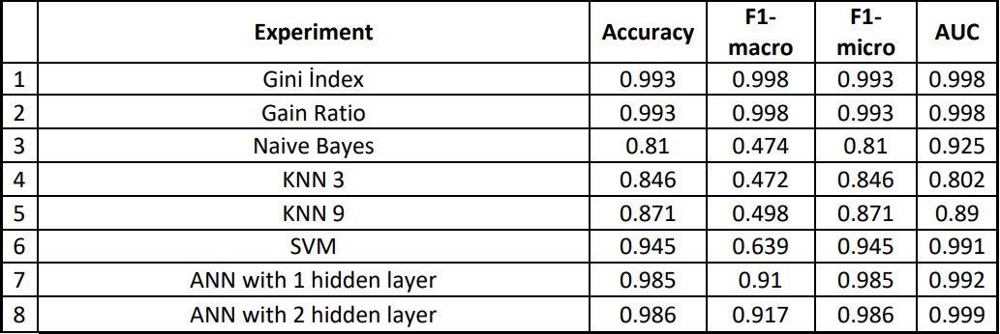 Experiment Accuracy F1-macro F1-micro AUC
1 Gini İndex 0.993 0.998 0.993 0.998
2 Gain Ratio 0.993 0.998 0.993 0.998
3 Naive Bayes 0.81 0.474 0.81 0.925
4 KNN 3 0.846 0.472 0.846 0.802
5 KNN 9 0.871 0.498 0.871 0.89
6 SVM 0.945 0.639 0.945 0.991
7 ANN with 1 hidden layer 0.985 0.91 0.985 0.992
8 ANN with 2 hidden layer 0.986 0.917 0.986 0.999